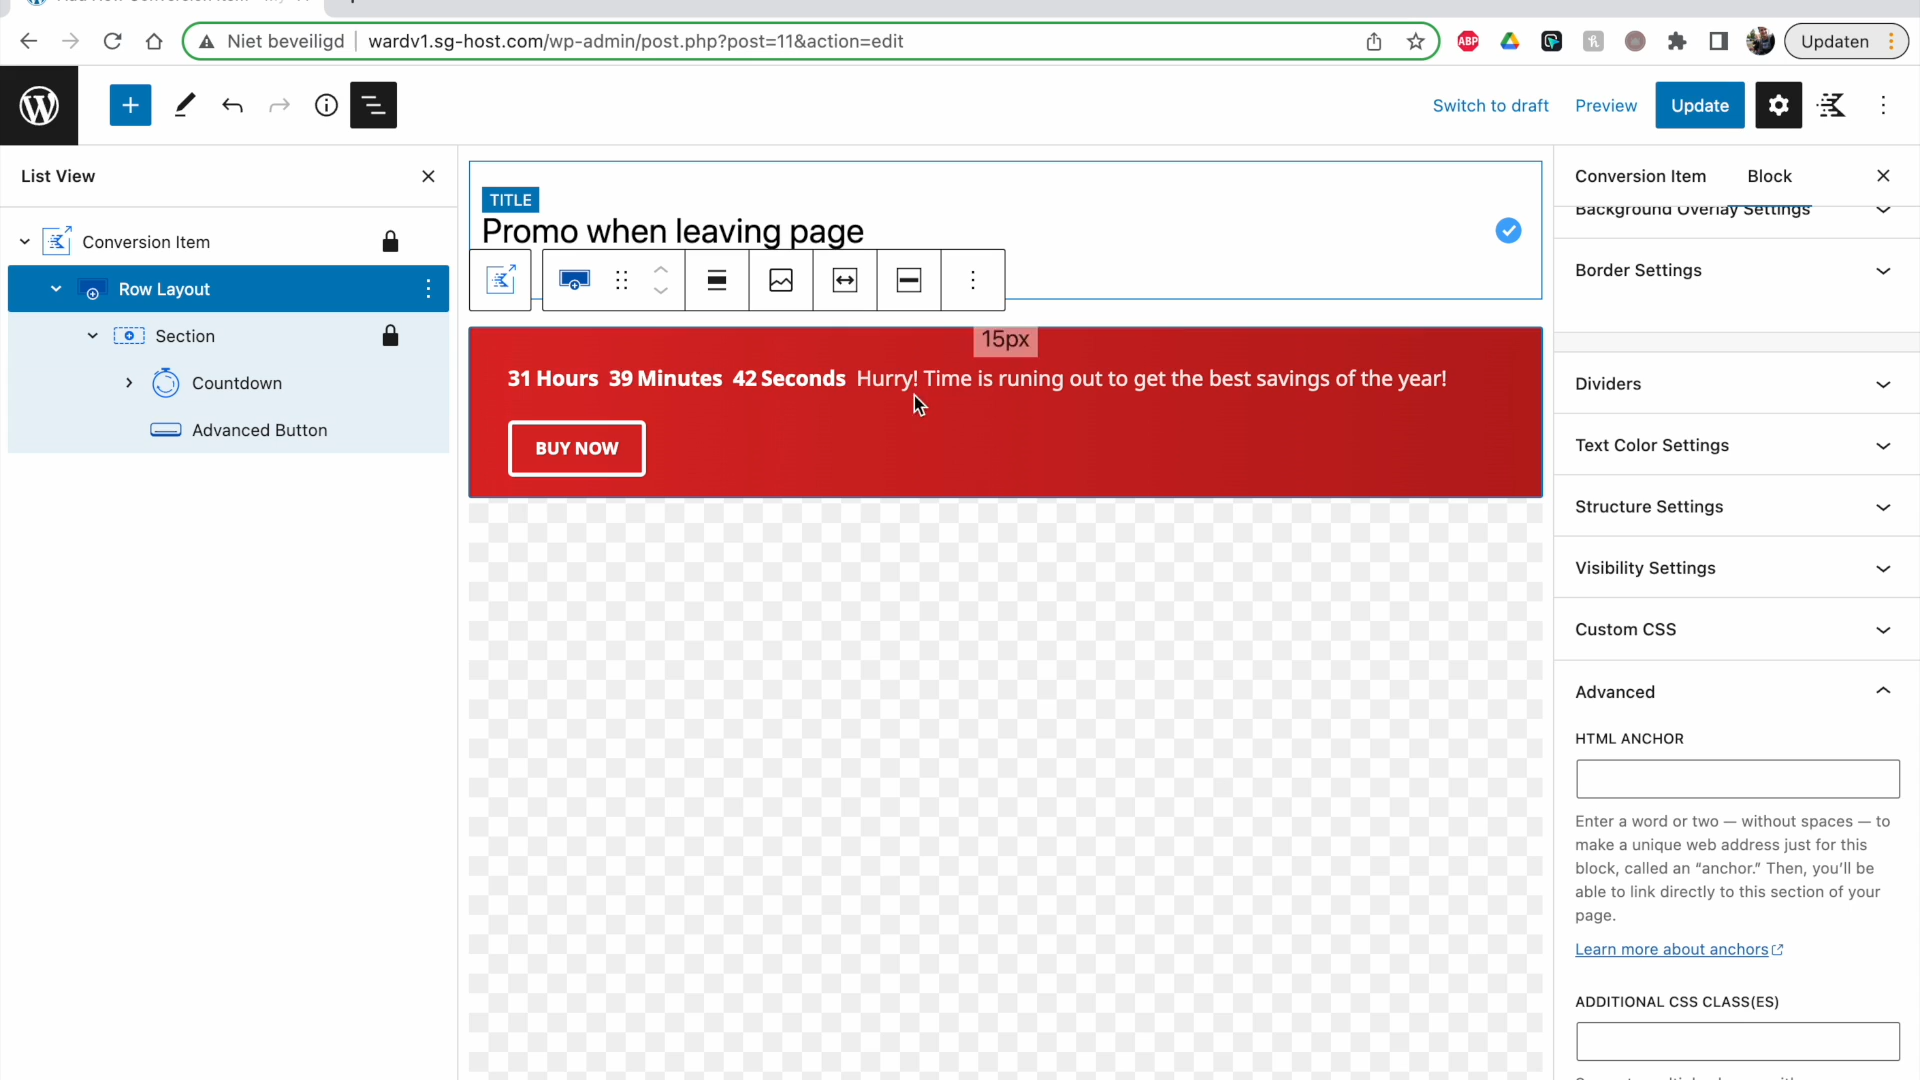 Niet beveiligd
wardv1.sg-host.com/wp-admin/post.php?post=11&action=edit
ABP
Updaten
Switch to draft
Preview
Update
List View
Conversion Item
Row Layout
Section
Countdown
Advanced Button
TITLE
Promo when leaving page
15px
31 Hours 39 Minutes 42 Seconds Hurry! Time is runing out to get the best savings of the year!
BUY NOW
Conversion Item
Block
Background Overlay Settings
Border Settings
Dividers
Text Color Settings
Structure Settings
Visibility Settings
Custom CSS
Advanced
HTML ANCHOR
Enter a word or two — without spaces — to
make a unique web address just for this
block, called an “anchor.” Then, you’ll be
able to link directly to this section of your
page.
Learn more about anchors
ADDITIONAL CSS CLASS(ES)